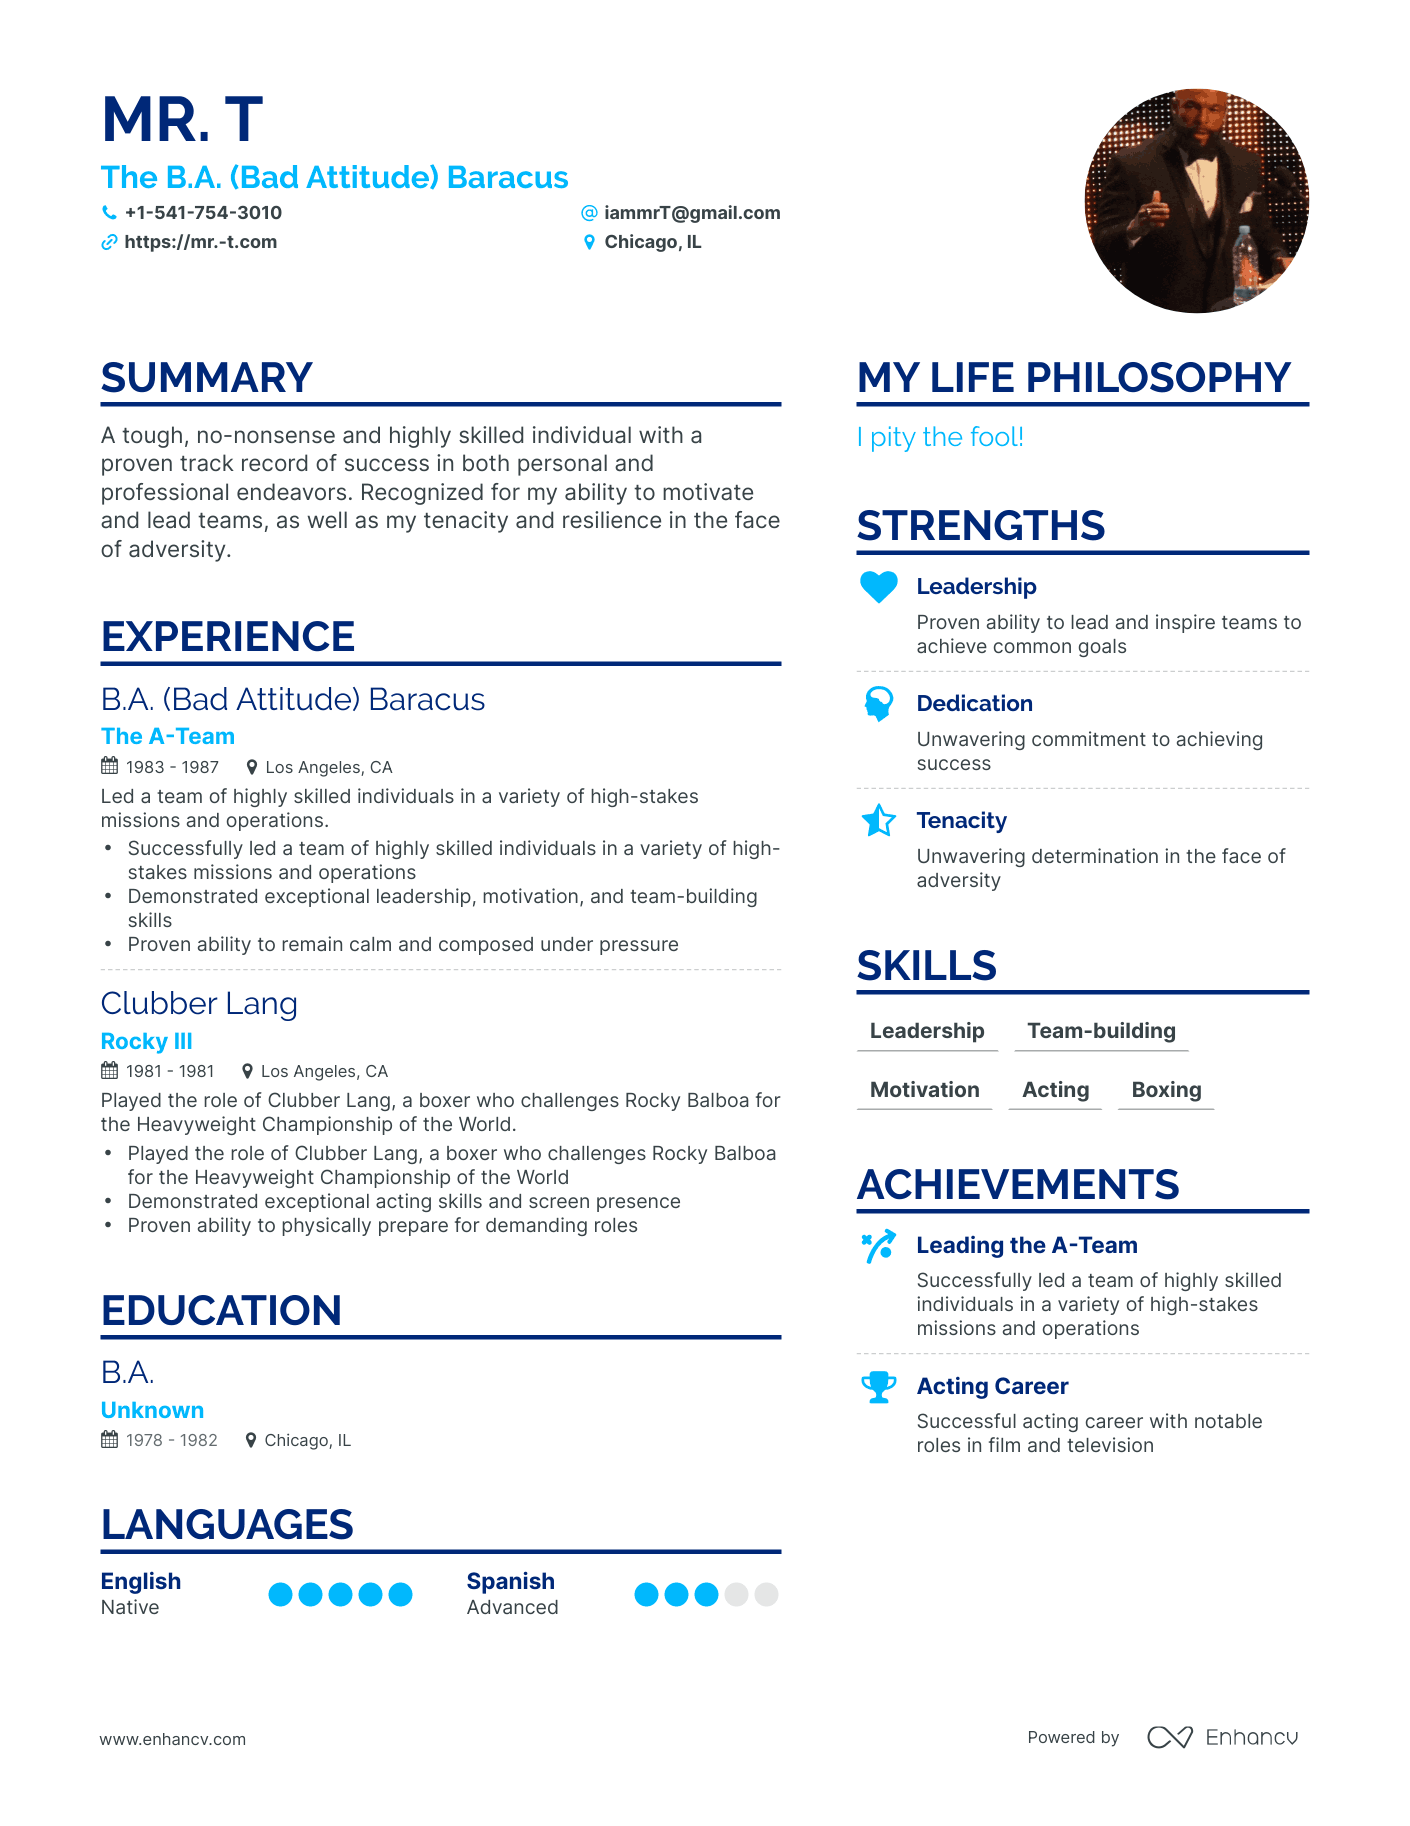 MR. T
The B.A. (Bad Attitude) Baracus
+1-541-754-3010
iammrT@gmail.com
https://mr.-t.com
Chicago, IL
SUMMARY
A tough, no-nonsense and highly skilled individual with a
proven track record of success in both personal and
professional endeavors. Recognized for my ability to motivate
and lead teams, as well as my tenacity and resilience in the face
of adversity.
EXPERIENCE
B.A. (Bad Attitude) Baracus
The A-Team
1983 - 1987 Los Angeles, CA
Led a team of highly skilled individuals in a variety of high-stakes
missions and operations.
• Successfully led a team of highly skilled individuals in a variety of high-
stakes missions and operations
• Demonstrated exceptional leadership, motivation, and team-building
skills
• Proven ability to remain calm and composed under pressure
Clubber Lang
Rocky III
1981 - 1981 Los Angeles, CA
Played the role of Clubber Lang, a boxer who challenges Rocky Balboa for
the Heavyweight Championship of the World.
• Played the role of Clubber Lang, a boxer who challenges Rocky Balboa
for the Heavyweight Championship of the World
• Demonstrated exceptional acting skills and screen presence
• Proven ability to physically prepare for demanding roles
EDUCATION
B.A.
Unknown
1978 - 1982 Chicago, IL
LANGUAGES
English
Native
Spanish
Advanced
MY LIFE PHILOSOPHY
I pity the fool!
STRENGTHS
Leadership
Proven ability to lead and inspire teams to
achieve common goals
Dedication
Unwavering commitment to achieving
success
Tenacity
Unwavering determination in the face of
adversity
SKILLS
Leadership Team-building
Motivation Acting Boxing
ACHIEVEMENTS
Leading the A-Team
Successfully led a team of highly skilled
individuals in a variety of high-stakes
missions and operations
Acting Career
Successful acting career with notable
roles in film and television
www.enhancv.com
Powered by Enhancv